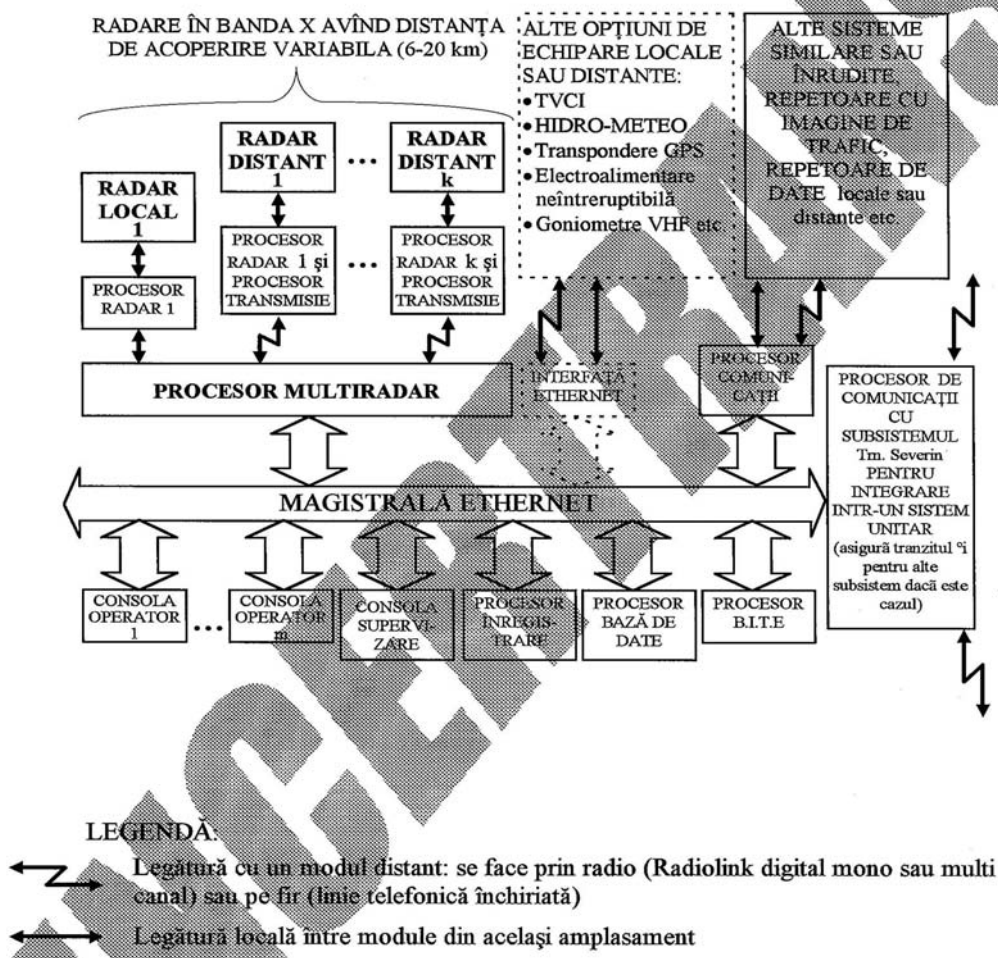 RADARE ÎN BANDA X AVÎND DISTANȚA
DE ACOPERIRE VARIABILA (6-20 km)
ALTE OPȚIUNI DE
ECHIPARE LOCALE
SAU DISTANTE:
•TVCI
•HIDRO-METEO
•Transpondere GPS
•Electroalimentare
neîntreruptibilă
•Goniometre VHF etc.
ALTE SISTEME
SIMILARE SAU
ÎNRUDITE,
REPETOARE CU
IMAGINE DE
TRAFIC,
REPETOARE DE
DATE locale sau
distante etc.
RADAR
LOCAL
1
RADAR
DISTANT
1
...
RADAR
DISTANT
k
PROCESOR
RADAR 1
PROCESOR
RADAR 1 şi
PROCESOR
TRANSMISIE
...
PROCESOR
RADAR k şi
PROCESOR
TRANSMISIE
PROCESOR MULTIRADAR
INTERFAȚĂ
ETHERNET
PROCESOR
COMUNI-
CAȚII
PROCESOR DE
COMUNICAȚII
CU
SUBSISTEMUL
Tm. Severin
PENTRU
INTEGRARE
INTR-UN SISTEM
UNITAR
(asigură tranzitul °i
pentru alte
subsistem dacă este
cazul)
MAGISTRALĂ ETHERNET
CONSOLA
OPERATOR
1
...
CONSOLA
OPERATOR
m
CONSOLA
SUPERVI-
ZARE
PROCESOR
ÎNREGIS-
TRARE
PROCESOR
BAZĂ DE
DATE
PROCESOR
B.I.T.E
LEGENDĂ:
Legătură cu un modul distant: se face prin radio (Radiolink digital mono sau multi
canal) sau pe fir (linie telefonică închiriată)
Legătură locală între module din acelaşi amplasament